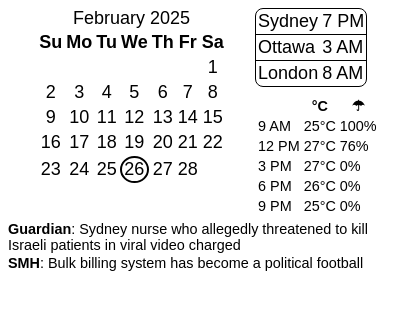 February 2025
Su Mo Tu We Th Fr Sa
1
2 3 4 5 6 7 8
9 10 11 12 13 14 15
16 17 18 19 20 21 22
23 24 25 26 27 28
Sydney 7 PM
Ottawa 3 AM
London 8 AM
°C ☂
9 AM 25°C 100%
12 PM 27°C 76%
3 PM 27°C 0%
6 PM 26°C 0%
9 PM 25°C 0%
Guardian: Sydney nurse who allegedly threatened to kill
Israeli patients in viral video charged
SMH: Bulk billing system has become a political football